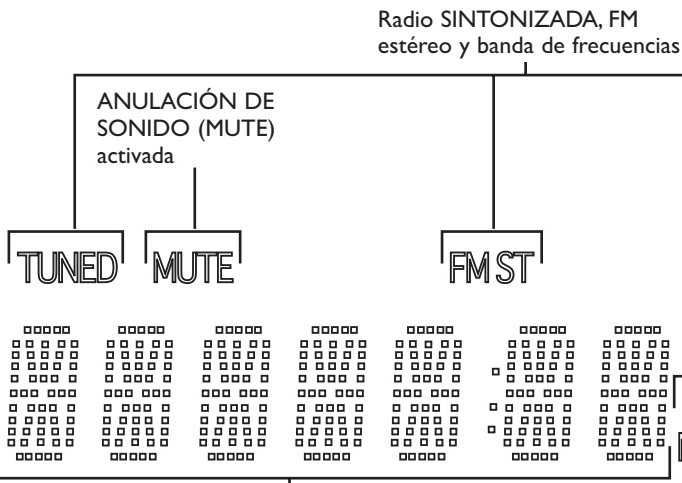 Radio SINTONIZADA, FM
estéreo y banda de frecuencias
ANULACIÓN DE
SONIDO (MUTE)
activada
TUNED MUTE FM ST